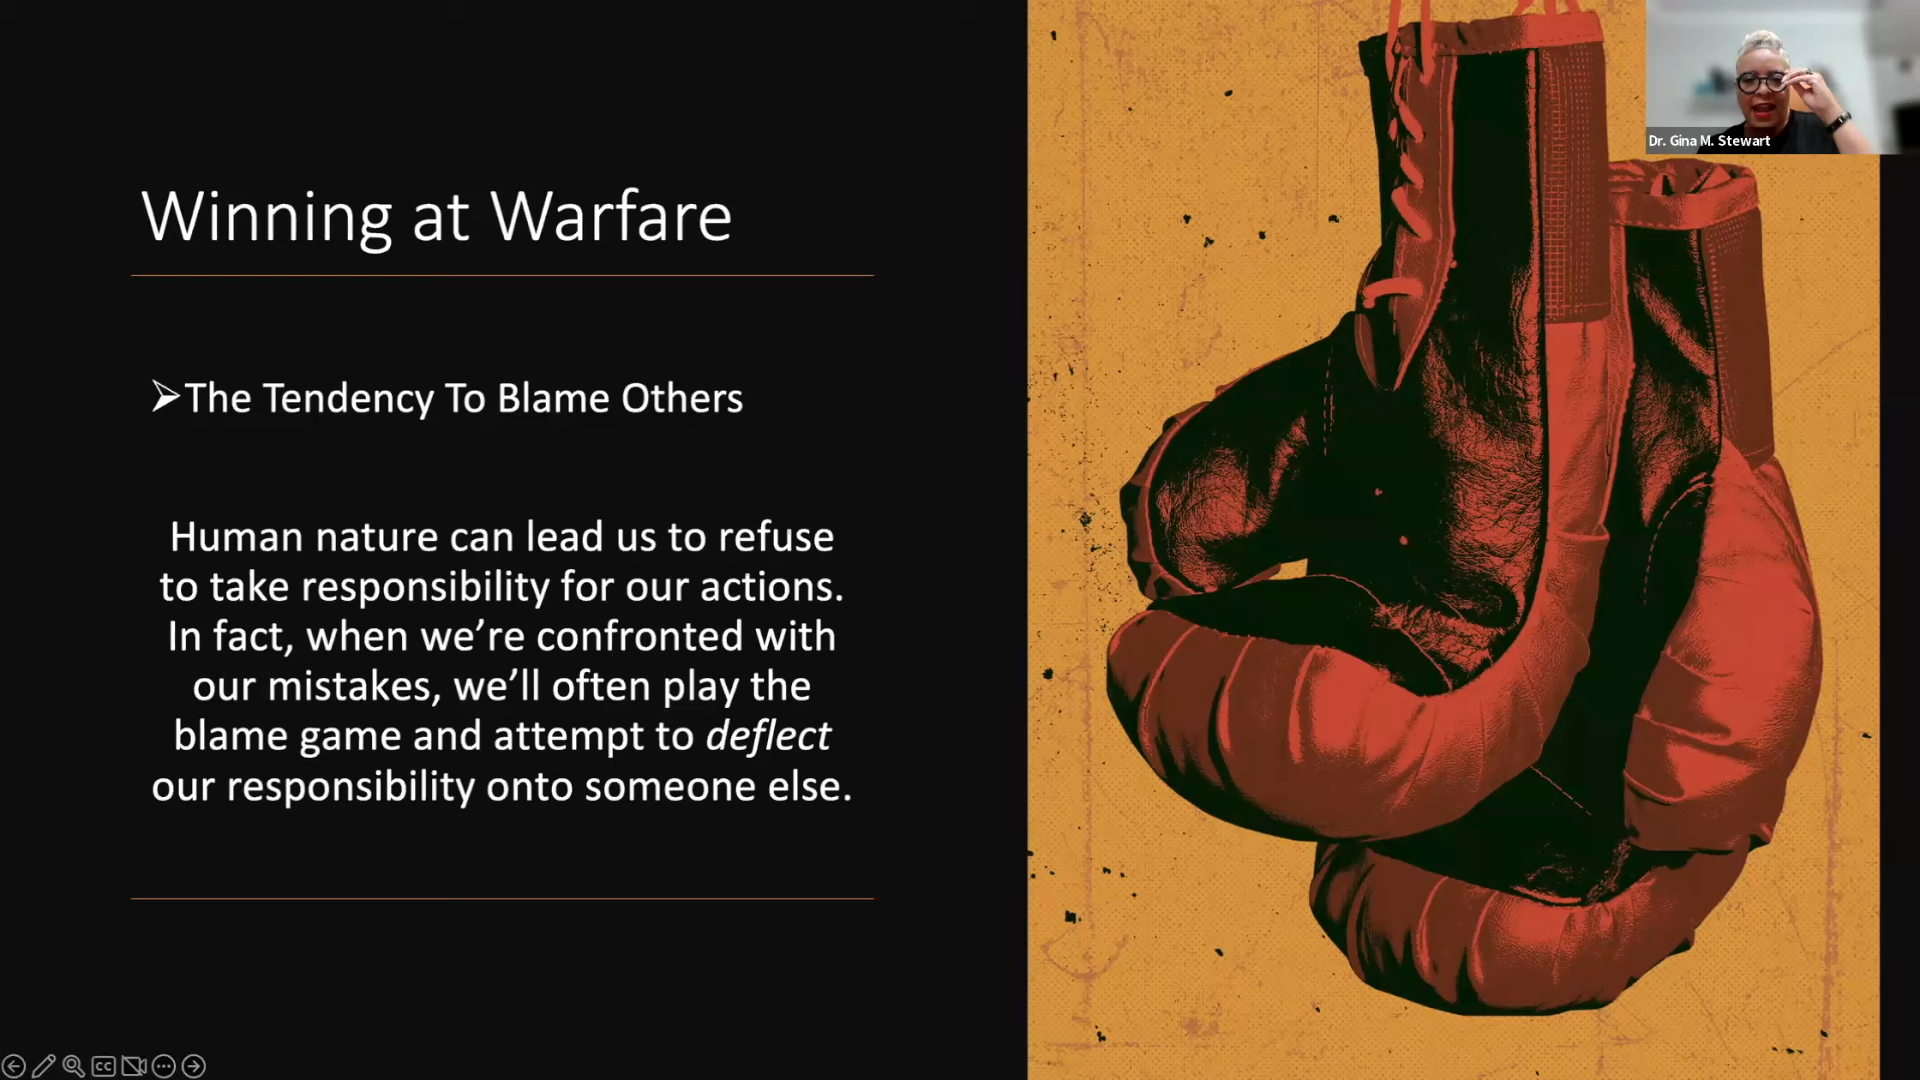 Dr. Gina M. Stewart
Winning at Warfare
➢The Tendency To Blame Others
Human nature can lead us to refuse
to take responsibility for our actions.
In fact, when we’re confronted with
our mistakes, we’ll often play the
blame game and attempt to deflect
our responsibility onto someone else.
CC